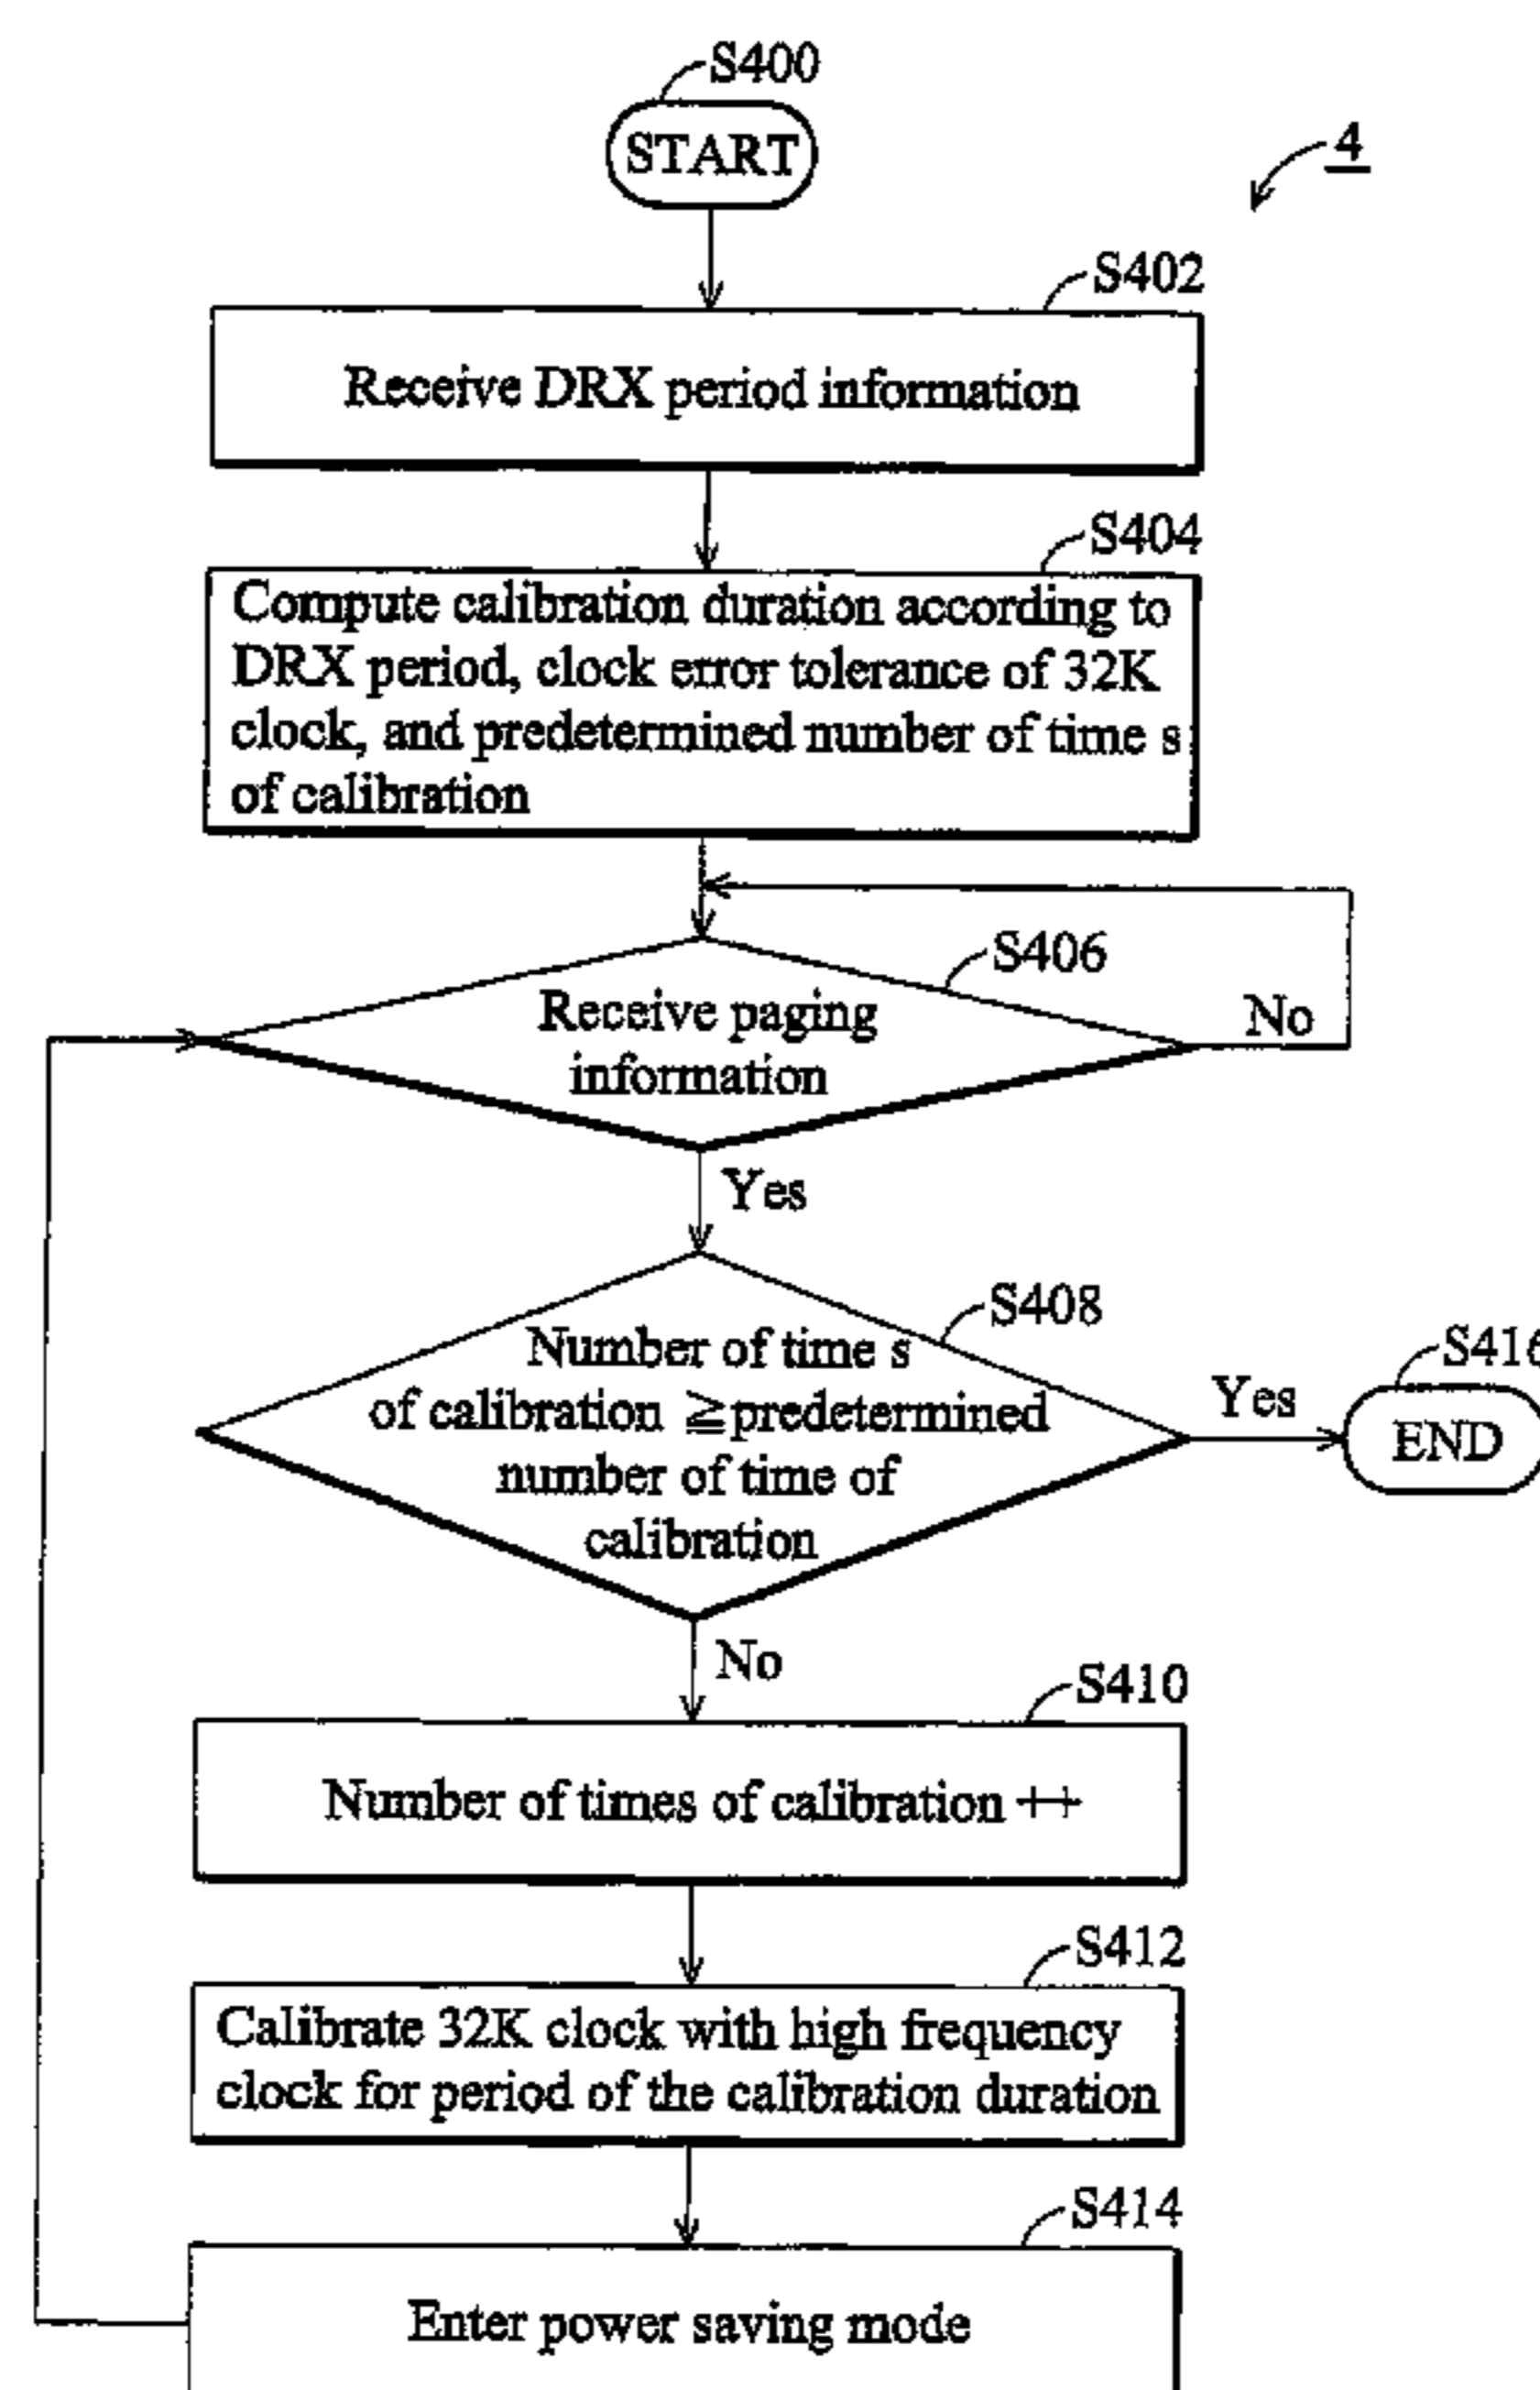 S400
START
4
S402
Receive DRX period information
S404
Compute calibration duration according to
DRX period, clock error tolerance of 32K
clock, and predetermined number of time s
of calibration
S406
Receive paging
information
No
Yes
S408
Number of time s
of calibration ≧predetermined
number of time of
calibration
Yes
S416
END
No
S410
Number of times of calibration ++
S412
Calibrate 32K clock with high frequency
clock for period of the calibration duration
S414
Enter power saving mode